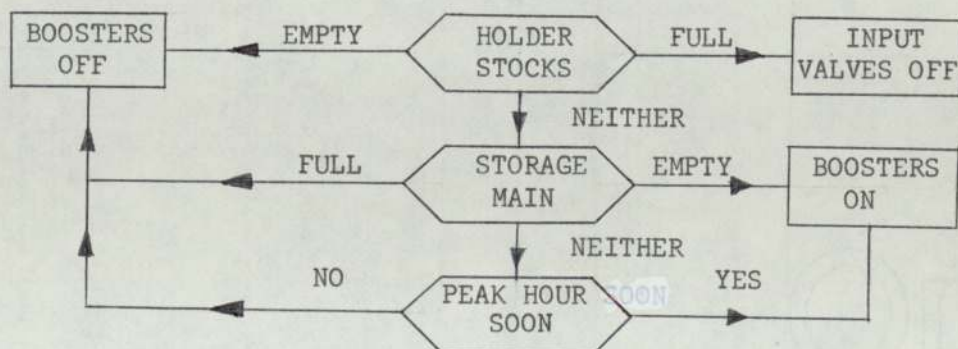 BOOSTERS
OFF
EMPTY
HOLDER
STOCKS
FULL
INPUT
VALVES OFF
NEITHER
FULL
STORAGE
MAIN
EMPTY
BOOSTERS
ON
NEITHER
NO
PEAK HOUR
SOON
SOON
YES